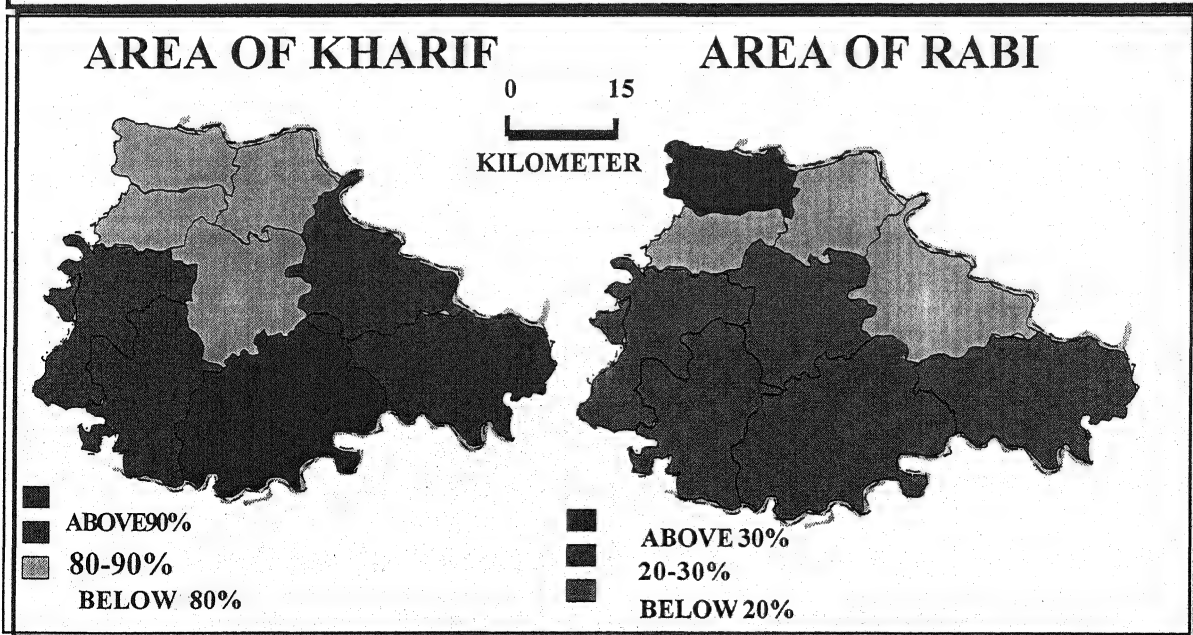 AREA OF KHARIF
AREA OF RABI
0 15
KILOMETER
ABOVE90%
80-90%
BELOW 80%
ABOVE 30%
20-30%
BELOW 20%